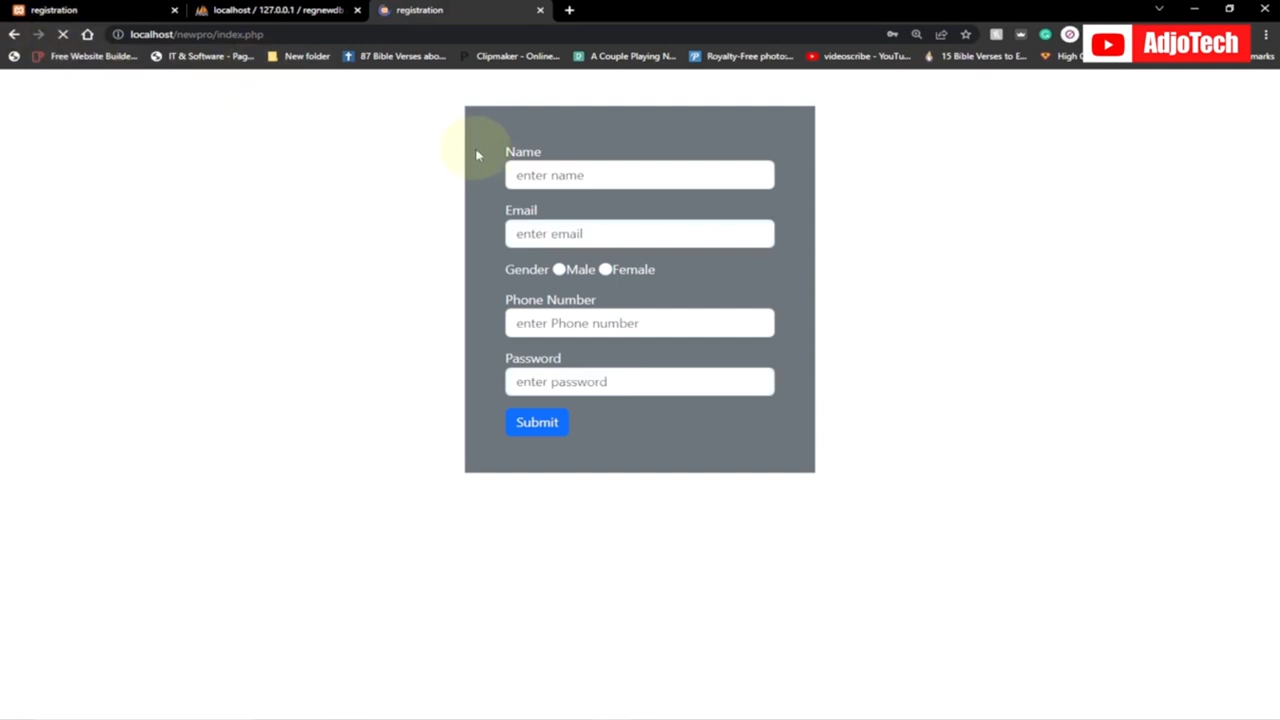 registration
localhost / 127.0.0.1 / regnewdb
registration
localhost/newpro/index.php
AdjoTech
Free Website Builde...
IT & Software - Pag...
New folder
87 Bible Verses abo...
Clipmaker - Online...
A Couple Playing N...
Royalty-Free photo:...
videoscribe - YouTu...
15 Bible Verses to E...
High
marks
Name
enter name
Email
enter email
Gender Male Female
Phone Number
enter Phone number
Password
enter password
Submit